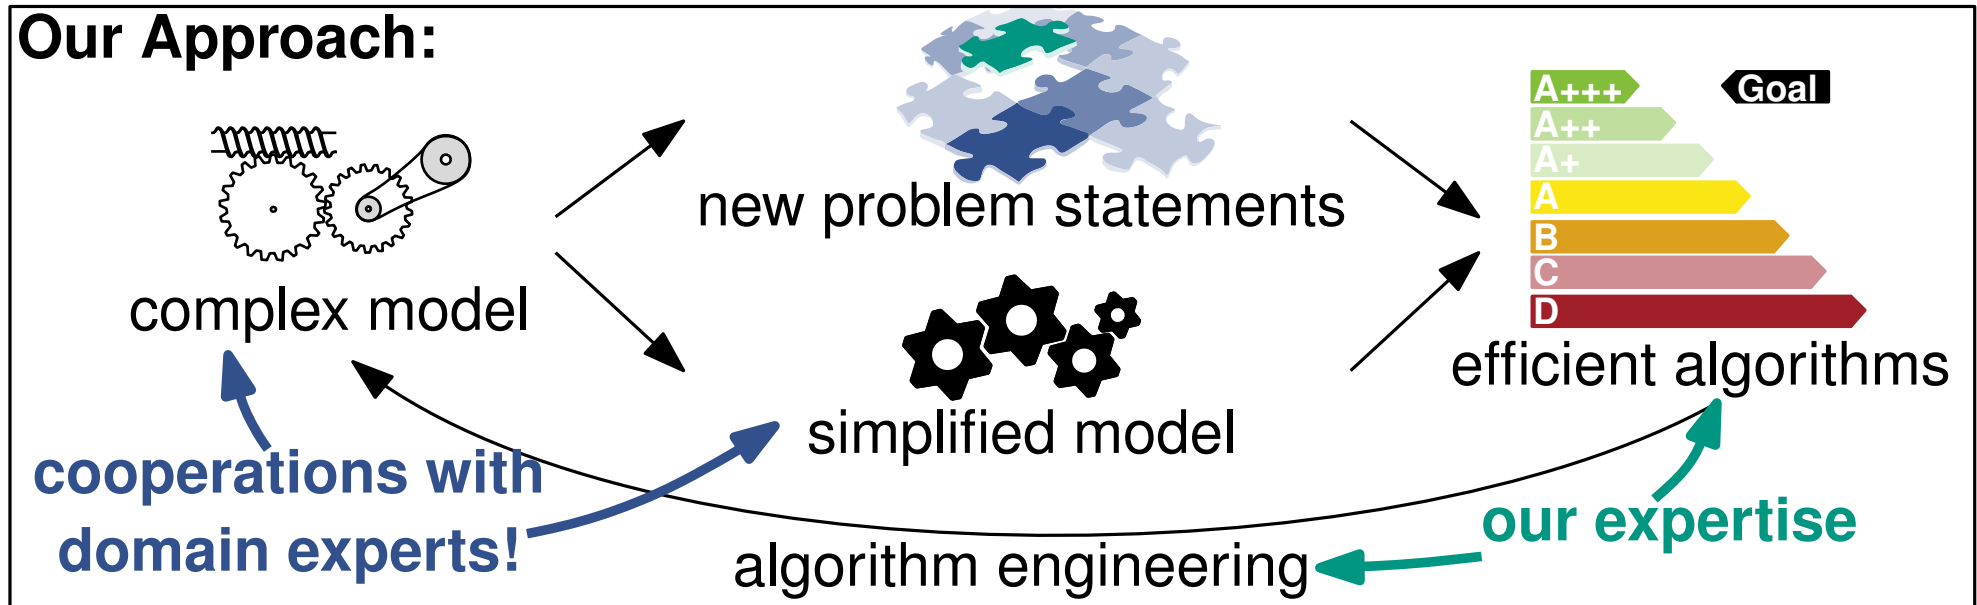 Our Approach:
new problem statements
complex model
simplified model
A+++
Goal
A++
A+
A
B
C
D
efficient algorithms
cooperations with
domain experts!
our expertise
algorithm engineering